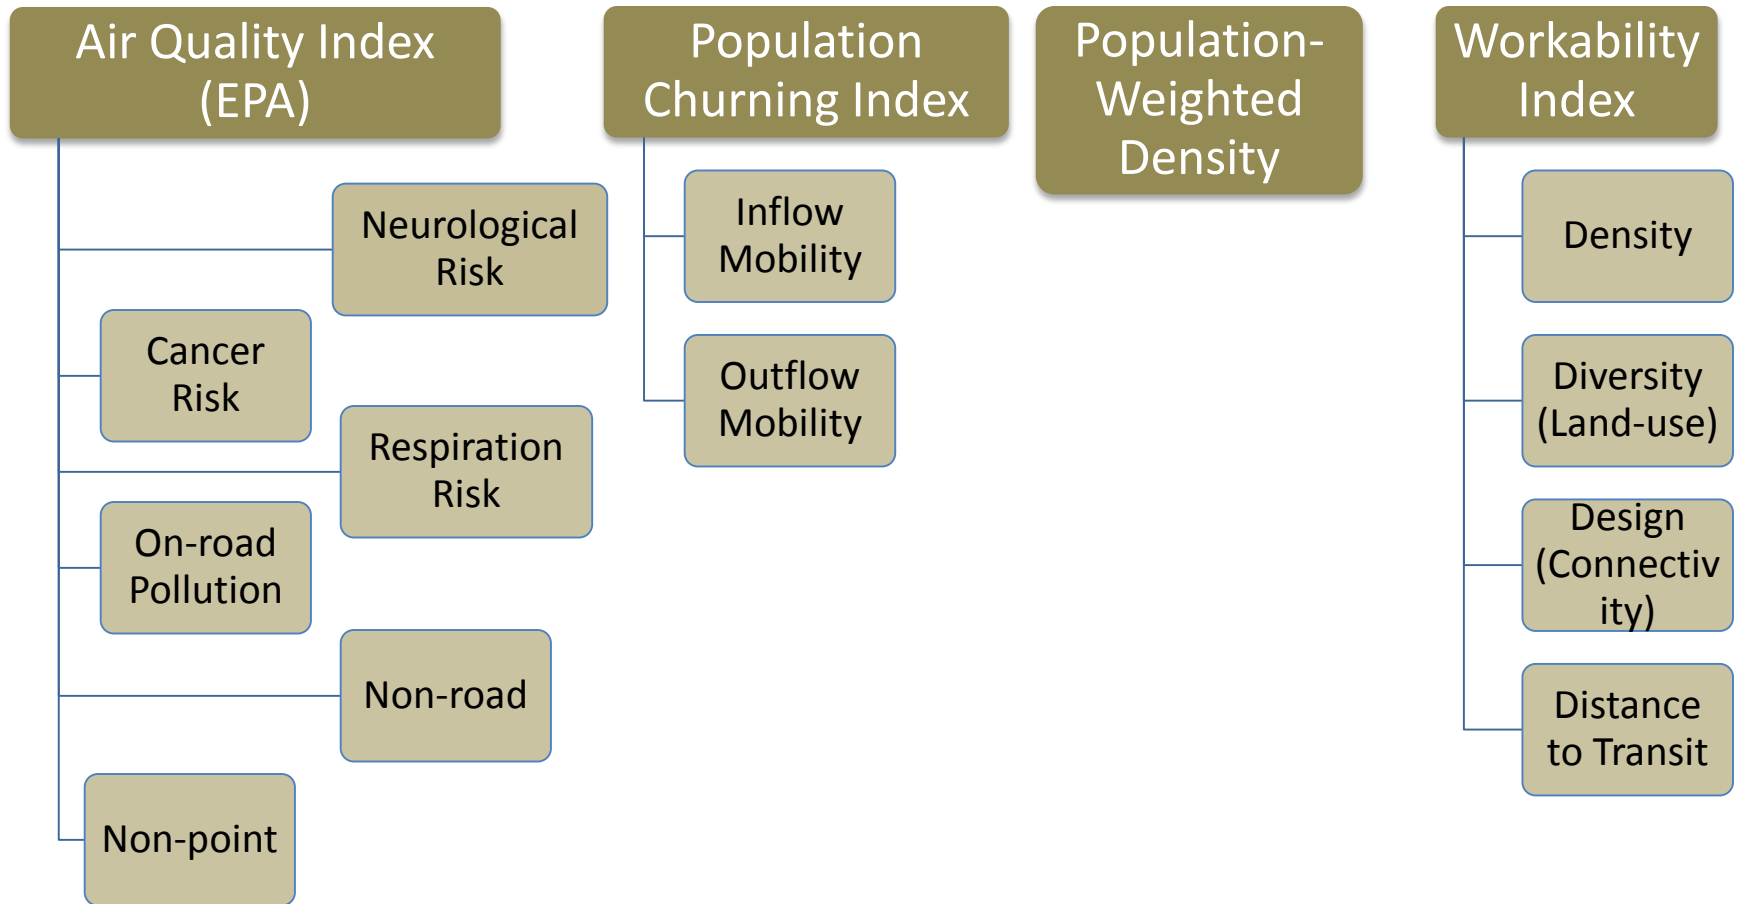 Air Quality Index
(EPA)
Neurological
Risk
Cancer
Risk
Respiration
Risk
On-road
Pollution
Non-road
Non-point
Population
Churning Index
Inflow
Mobility
Outflow
Mobility
Population-
Weighted
Density
Workability
Index
Density
Diversity
(Land-use)
Design
(Connectiv
ity)
Distance
to Transit